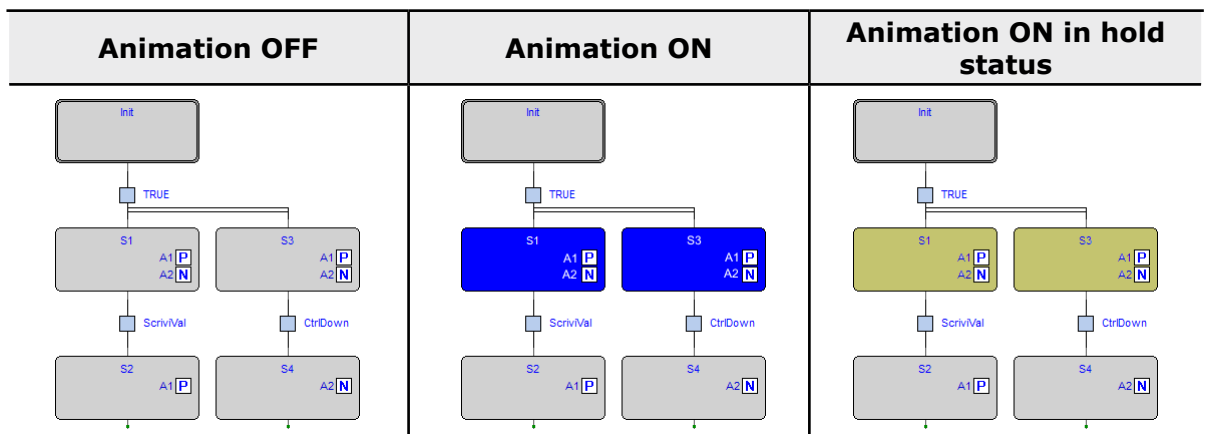 Animation OFF
Animation ON
Animation ON in hold
status
Init
TRUE
S1
A1 P
A2 N
S3
A1 P
A2 N
ScriviVal
CtrlDown
S2
A1 P
S4
A2 N
Init
TRUE
S1
A1 P
A2 N
S3
A1 P
A2 N
ScriviVal
CtrlDown
S2
A1 P
S4
A2 N
Init
TRUE
S1
A1 P
A2 N
S3
A1 P
A2 N
ScriviVal
CtrlDown
S2
A1 P
S4
A2 N